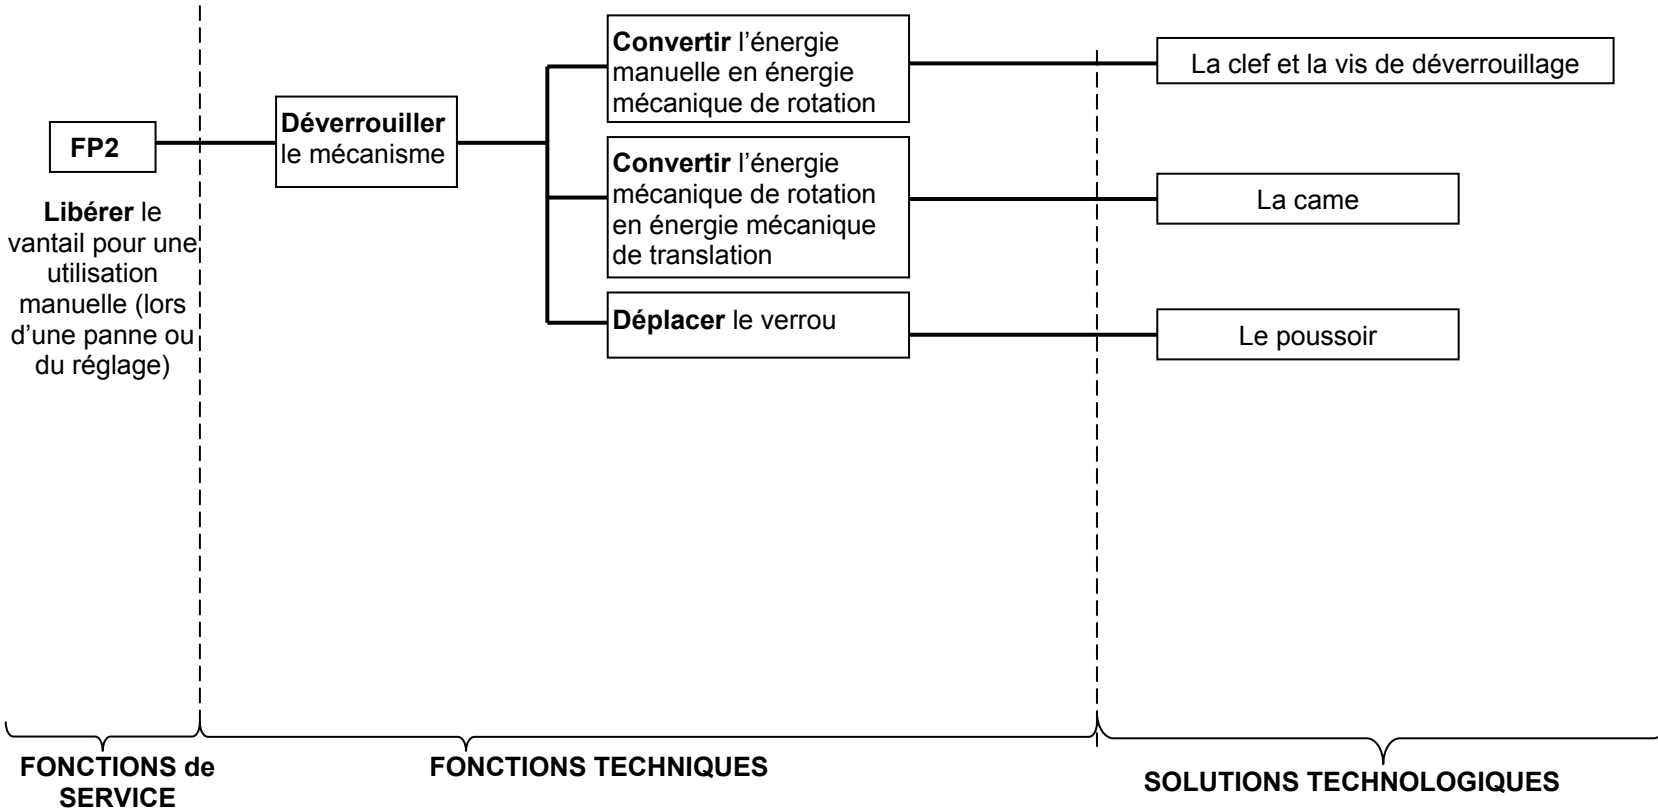 FP2
Libérer le
vantail pour une
utilisation
manuelle (lors
d’une panne ou
du réglage)
Déverrouiller
le mécanisme
Convertir l’énergie
manuelle en énergie
mécanique de rotation
Convertir l’énergie
mécanique de rotation
en énergie mécanique
de translation
Déplacer le verrou
La clef et la vis de déverrouillage
La came
Le poussoir
FONCTIONS de
SERVICE
FONCTIONS TECHNIQUES
SOLUTIONS TECHNOLOGIQUES